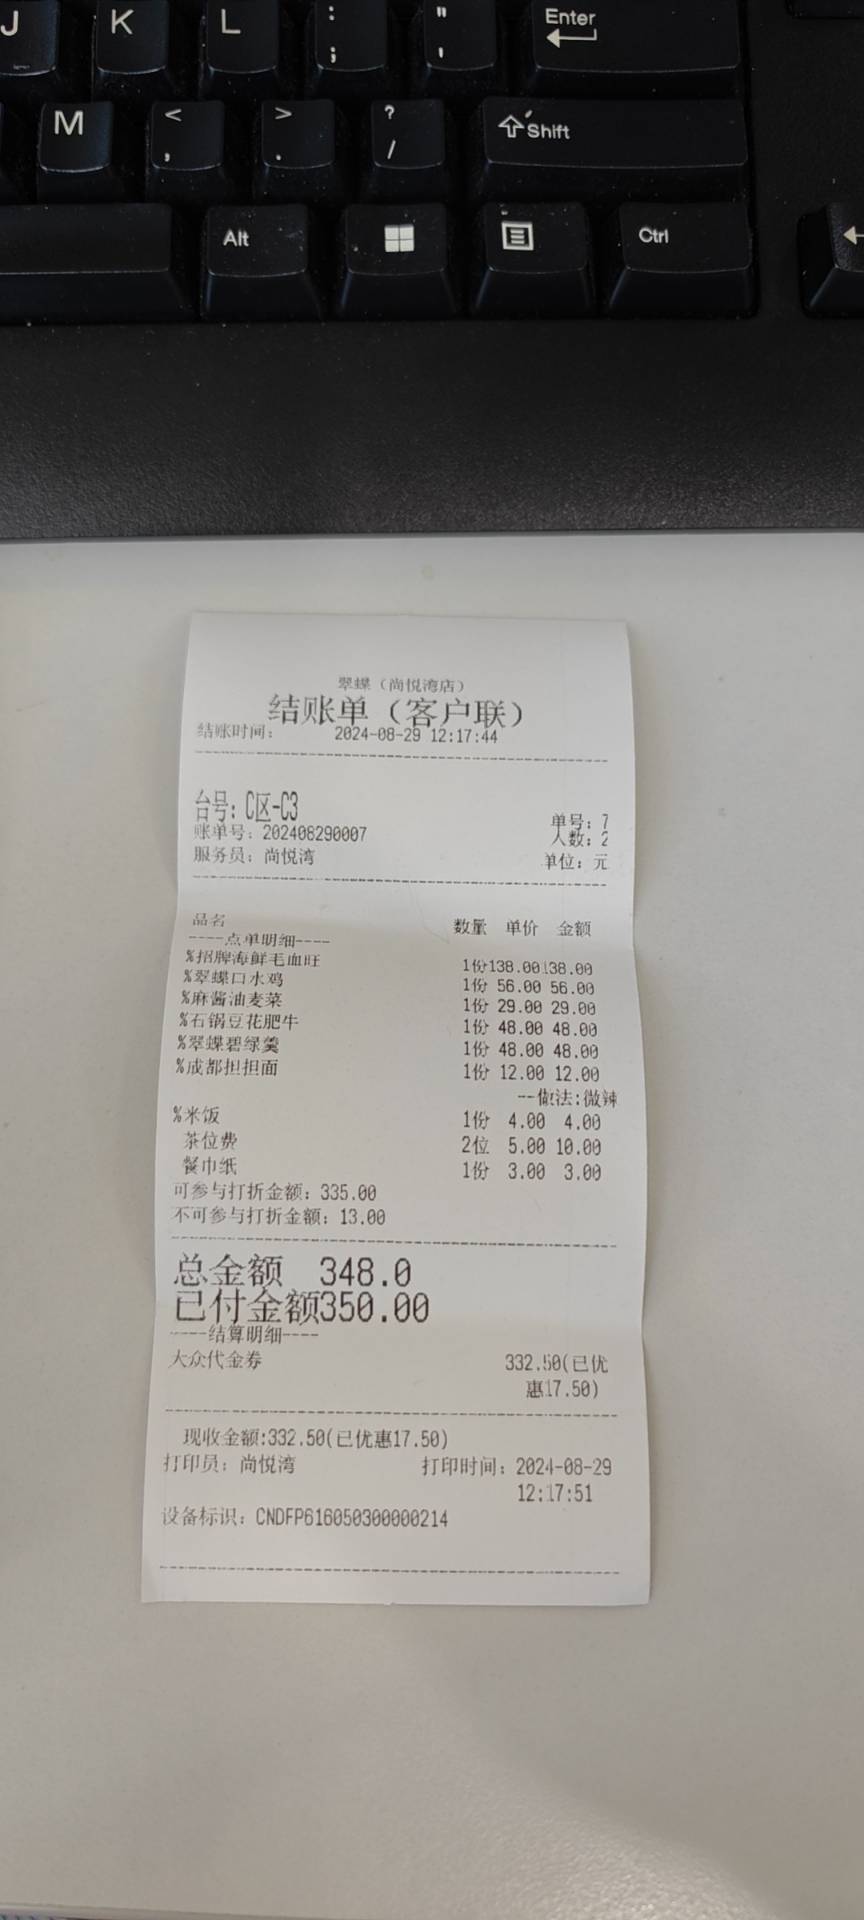 J K L : ; " ' Enter
M < , > . ? / Shift
Alt Ctrl
翠蝶（尚悦湾店）
结账单（客户联）
结账时间： 2024-08-29 12:17:44
台号：C区-C3
单号：7
账单号：202408290007
人数：2
服务员：尚悦湾
单位：元
品名 数量 单价 金额
----点单明细----
%招牌海鲜毛血旺 1份138.00138.00
%翠蝶口水鸡 1份 56.00 56.00
%麻酱油麦菜 1份 29.00 29.00
%石锅豆花肥牛 1份 48.00 48.00
%翠蝶碧绿羹 1份 48.00 48.00
%成都担担面 1份 12.00 12.00
--做法:微辣
%米饭 1份 4.00 4.00
茶位费 2位 5.00 10.00
餐巾纸 1份 3.00 3.00
可参与打折金额：335.00
不可参与打折金额：13.00
总金额 348.0
已付金额350.00
----结算明细----
大众代金券 332.50(已优
惠17.50)
现收金额:332.50(已优惠17.50)
打印员：尚悦湾 打印时间：2024-08-29
12:17:51
设备标识：CNDFP616050300000214